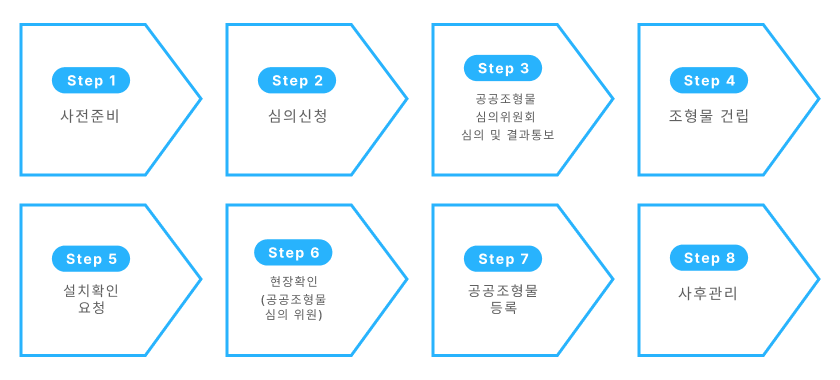 Step 1
사전준비
Step 2
심의신청
Step 3
공공조형물
심의위원회
심의 및 결과통보
Step 4
조형물 건립
Step 5
설치확인
요청
Step 6
현장확인
(공공조형물
심의 위원)
Step 7
공공조형물
등록
Step 8
사후관리